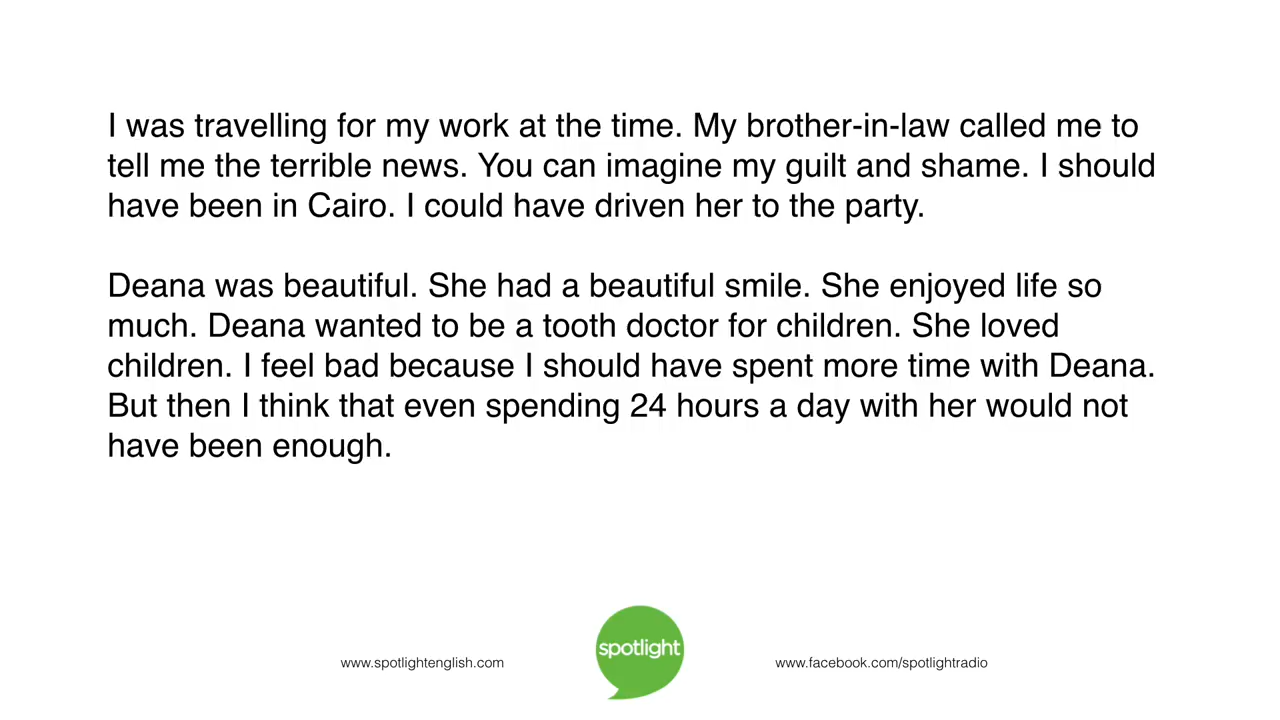 I was travelling for my work at the time. My brother-in-law called me to
tell me the terrible news. You can imagine my guilt and shame. I should
have been in Cairo. I could have driven her to the party.
Deana was beautiful. She had a beautiful smile. She enjoyed life so
much. Deana wanted to be a tooth doctor for children. She loved
children. I feel bad because I should have spent more time with Deana.
But then I think that even spending 24 hours a day with her would not
have been enough.
www.spotlightenglish.com
spotlight
www.facebook.com/spotlightradio